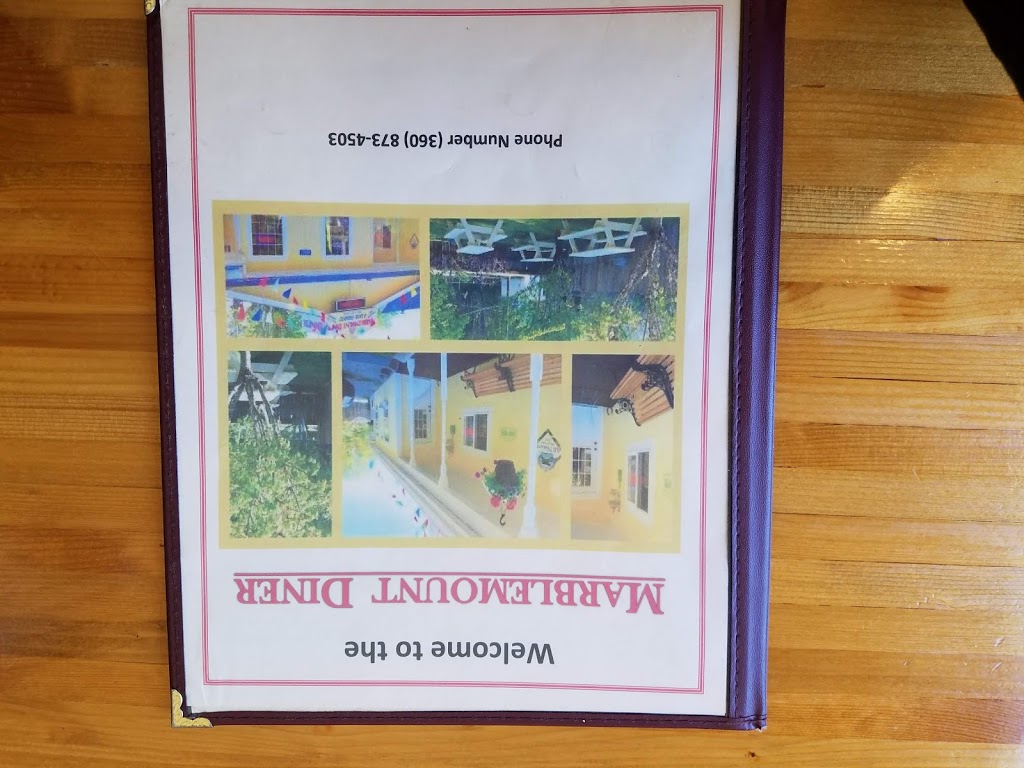 Welcome to the
MARBLEMOUNT DINER
Phone Number (360) 873-4503